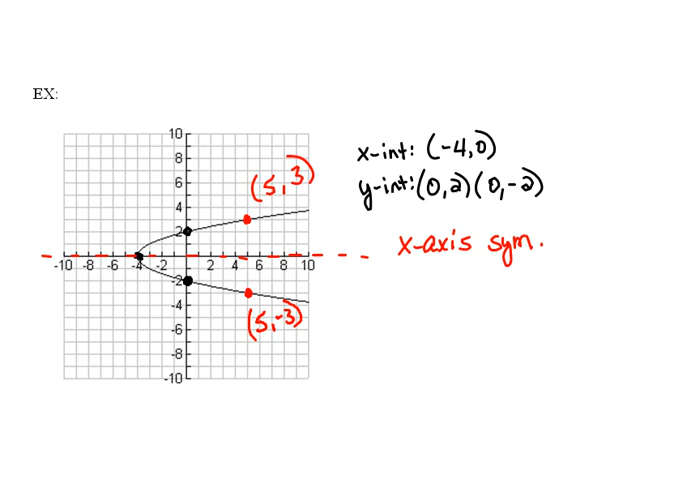 EX:
10
8
6
4
2
-10 -8 -6 -4 -2 2 4 6 8 10
-2
-4
-6
-8
-10
(5, 3)
(5, -3)
x-int: (-4, 0)
y-int: (0, 2) (0, -2)
x-axis sym.